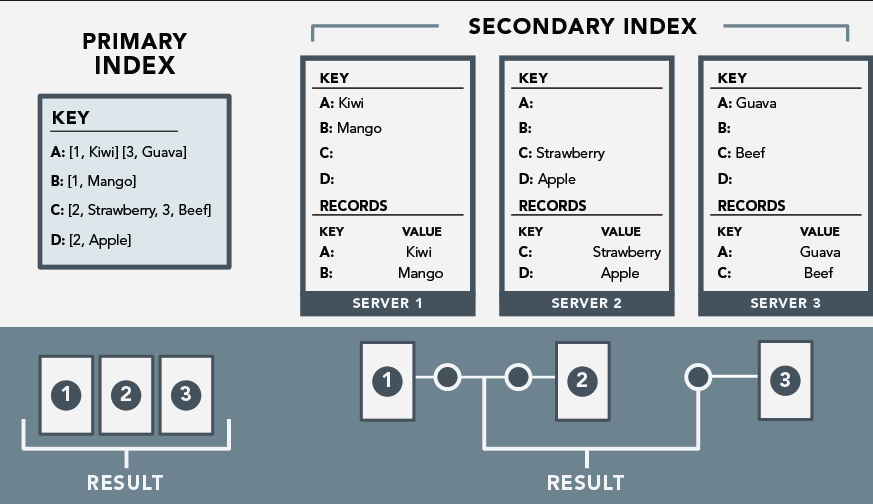 PRIMARY
INDEX
KEY
A: [1, Kiwi] [3, Guava]
B: [1, Mango]
C: [2, Strawberry, 3, Beef]
D: [2, Apple]
SECONDARY INDEX
KEY
A: Kiwi
B: Mango
C:
D:
RECORDS
KEY VALUE
A: Kiwi
B: Mango
SERVER 1
KEY
A:
B:
C: Strawberry
D: Apple
RECORDS
KEY VALUE
C: Strawberry
D: Apple
SERVER 2
KEY
A: Guava
B:
C: Beef
D:
RECORDS
KEY VALUE
A: Guava
C: Beef
SERVER 3
1 2 3
RESULT
1 2 3
RESULT